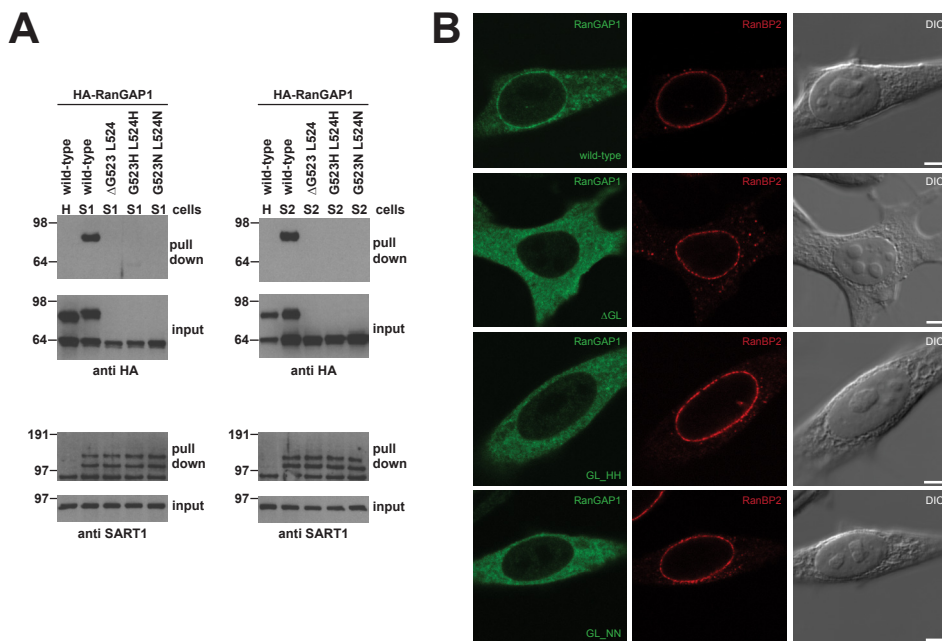 A
HA-RanGAP1
wild-type
wild-type
ΔG523 L524
G523H L524H
G523N L524N
H S1 S1 S1 S1 cells
98
64
pull
down
98
64
input
anti HA
191
97
pull
down
97
input
anti SART1
HA-RanGAP1
wild-type
wild-type
ΔG523 L524
G523H L524H
G523N L524N
H S2 S2 S2 S2 cells
98
64
pull
down
98
64
input
anti HA
191
97
pull
down
97
input
anti SART1
B
RanGAP1
wild-type
RanBP2
DIC
RanGAP1
ΔGL
RanBP2
DIC
RanGAP1
GL_HH
RanBP2
DIC
RanGAP1
GL_NN
RanBP2
DIC